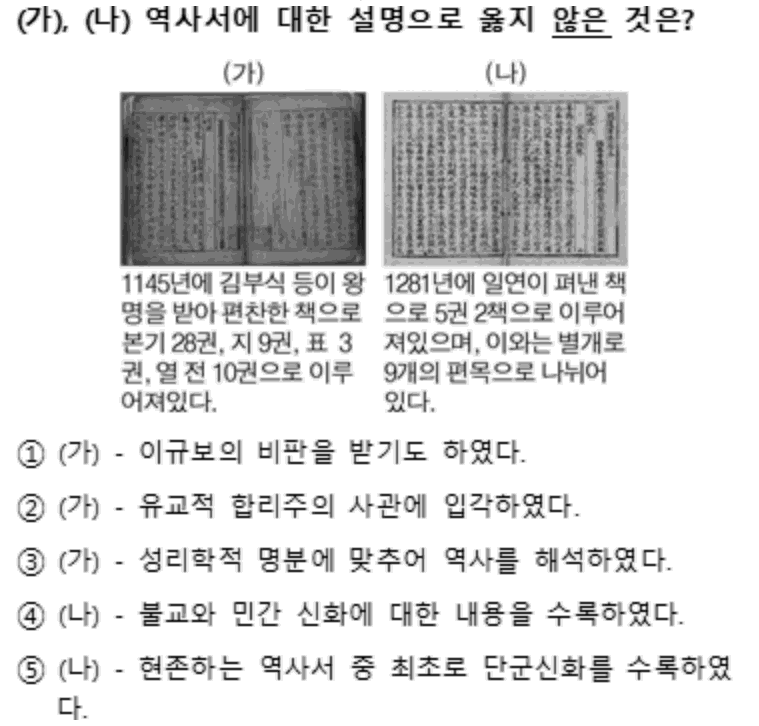 (가), (나) 역사서에 대한 설명으로 옳지 않은 것은?
(가)
1145년에 김부식 등이 왕
명을 받아 편찬한 책으로
본기 28권, 지 9권, 표 3
권, 열 전 10권으로 이루
어져있다.
(나)
1281년에 일연이 펴낸 책
으로 5권 2책으로 이루어
져있으며, 이와는 별개로
9개의 편목으로 나뉘어
있다.
① (가) - 이규보의 비판을 받기도 하였다.
② (가) - 유교적 합리주의 사관에 입각하였다.
③ (가) - 성리학적 명분에 맞추어 역사를 해석하였다.
④ (나) - 불교와 민간 신화에 대한 내용을 수록하였다.
⑤ (나) - 현존하는 역사서 중 최초로 단군신화를 수록하였
다.